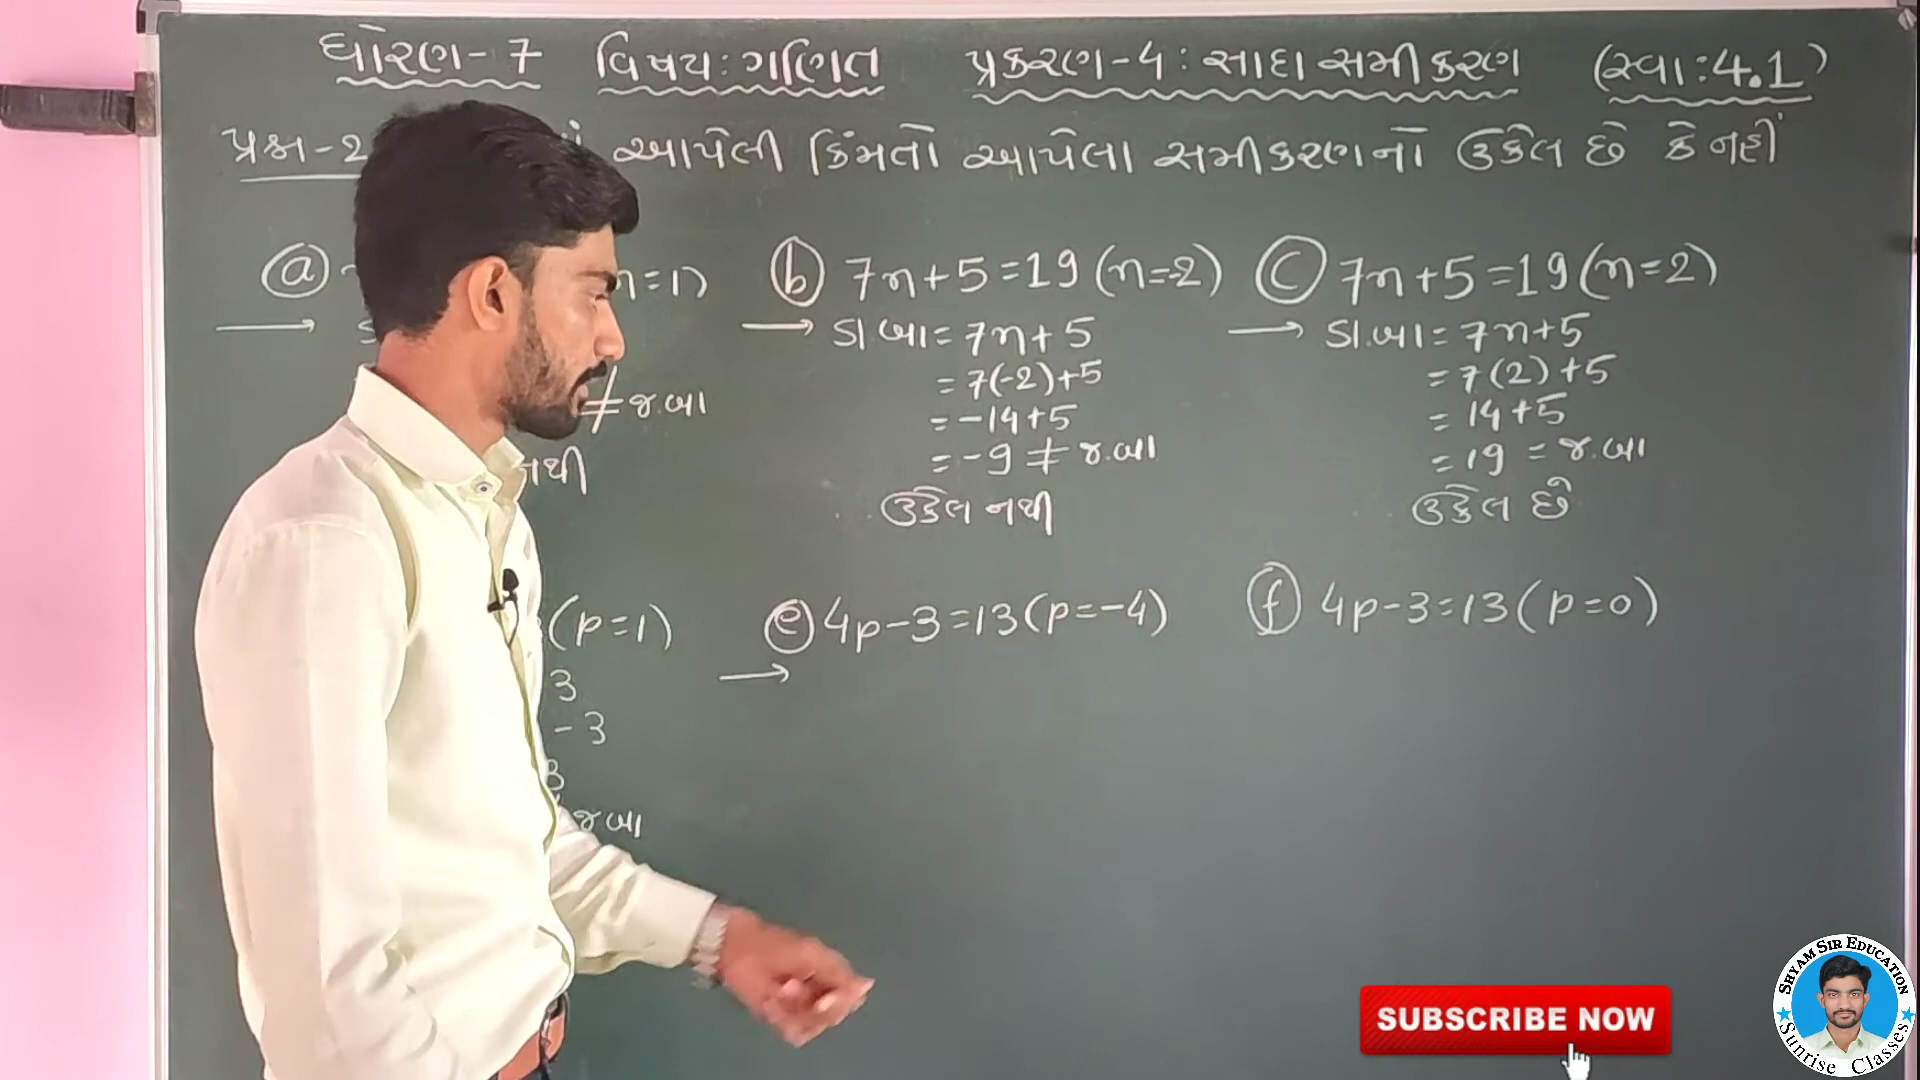 ધોરણ-7 વિષય:ગણિત પ્રકરણ-4: સાદા સમીકરણ (સ્વા:4.1)
પ્રશ્ન-2 આપેલી કિંમતો આપેલા સમીકરણનો ઉકેલ છે કે નહીં
(a) n=1)
≠ જ.બા
નથી
(b) 7n+5=19(n=-2)
→ ડા.બા = 7n+5
= 7(-2)+5
= -14+5
= -9 ≠ જ.બા
ઉકેલ નથી
(c) 7n+5=19(n=2)
→ ડા.બા = 7n+5
= 7(2)+5
= 14+5
= 19 = જ.બા
ઉકેલ છે
(p=1)
3
-3
3
જ.બા
(e) 4p-3=13(p=-4)
→
(f) 4p-3=13(p=0)
SUBSCRIBE NOW
SHYAM SIR EDUCATION
Sunrise Classes